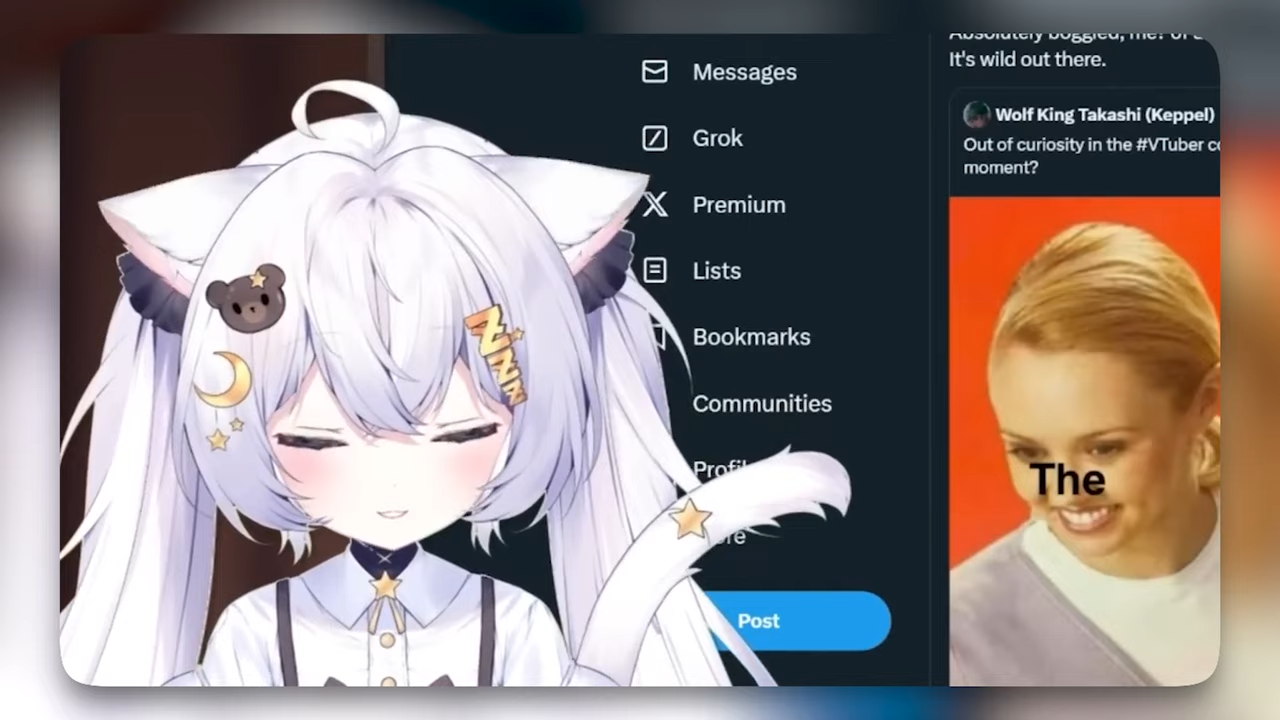 Messages
Grok
Premium
Lists
Bookmarks
Communities
Post
It's wild out there.
Wolf King Takashi (Keppel)
Out of curiosity in the #VTuber
moment?
The
zzz